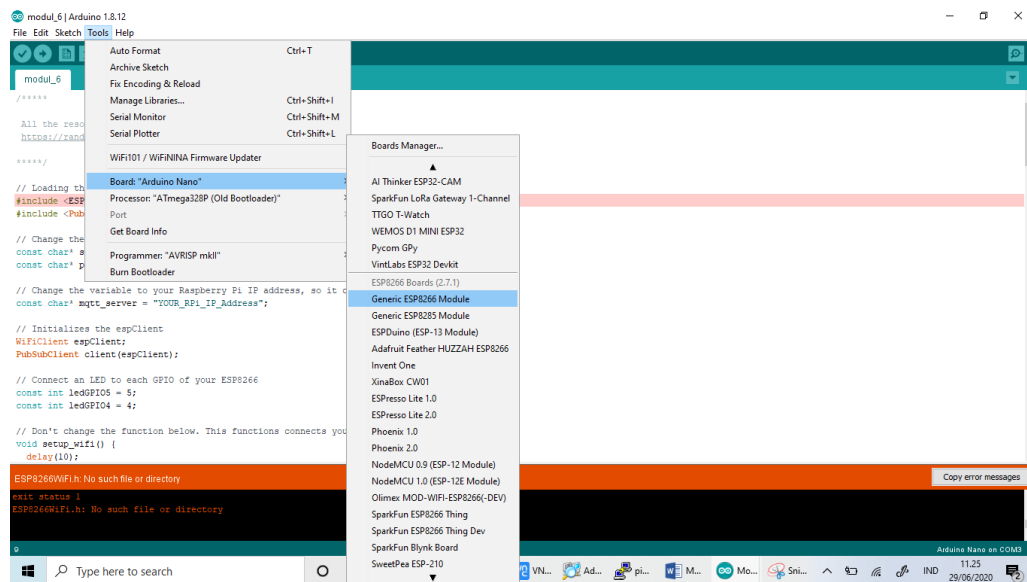 modul_6 | Arduino 1.8.12
File Edit Sketch Tools Help
modul_6
/*****
All the reso
https://rand
*****/
// Loading th
#include <ESP
#include <Pub
// Change the
const char* s
const char* p
// Change the variable to your Raspberry Pi IP address, so it c
const char* mqtt_server = "YOUR_RPi_IP_Address";
// Initializes the espClient
WiFiClient espClient;
PubSubClient client(espClient);
// Connect an LED to each GPIO of your ESP8266
const int ledGPIO5 = 5;
const int ledGPIO4 = 4;
// Don't change the function below. This functions connects you
void setup_wifi() {
delay(10);
Auto Format Ctrl+T
Archive Sketch
Fix Encoding & Reload
Manage Libraries... Ctrl+Shift+I
Serial Monitor Ctrl+Shift+M
Serial Plotter Ctrl+Shift+L
WiFi101 / WiFiNINA Firmware Updater
Board: "Arduino Nano"
Processor: "ATmega328P (Old Bootloader)"
Port
Get Board Info
Programmer: "AVRISP mkII"
Burn Bootloader
Boards Manager...
AI Thinker ESP32-CAM
SparkFun LoRa Gateway 1-Channel
TTGO T-Watch
WEMOS D1 MINI ESP32
Pycom GPy
VintLabs ESP32 Devkit
ESP8266 Boards (2.7.1)
Generic ESP8266 Module
Generic ESP8285 Module
ESPDuino (ESP-13 Module)
Adafruit Feather HUZZAH ESP8266
Invent One
XinaBox CW01
ESPresso Lite 1.0
ESPresso Lite 2.0
Phoenix 1.0
Phoenix 2.0
NodeMCU 0.9 (ESP-12 Module)
NodeMCU 1.0 (ESP-12E Module)
Olimex MOD-WIFI-ESP8266(-DEV)
SparkFun ESP8266 Thing
SparkFun ESP8266 Thing Dev
SparkFun Blynk Board
SweetPea ESP-210
ESP8266WiFi.h: No such file or directory
Copy error messages
exit status 1
ESP8266WiFi.h: No such file or directory
9
Arduino Nano on COM3
Type here to search
VN...
Ad...
pi...
M...
Mo...
Sni...
IND
11.25
29/06/2020
2